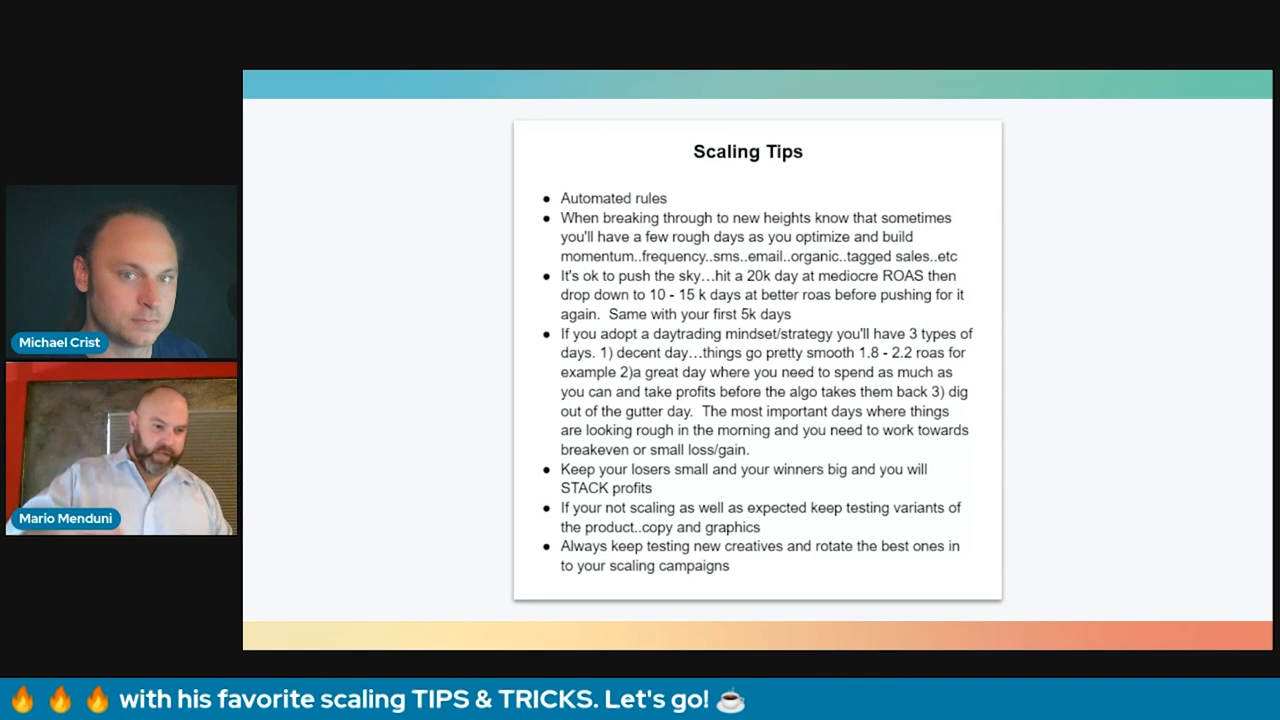 Scaling Tips
● Automated rules
● When breaking through to new heights know that sometimes
you'll have a few rough days as you optimize and build
momentum..frequency..sms..email..organic..tagged sales..etc
● It's ok to push the sky…hit a 20k day at mediocre ROAS then
drop down to 10 - 15 k days at better roas before pushing for it
again.  Same with your first 5k days
● If you adopt a daytrading mindset/strategy you'll have 3 types of
days. 1) decent day…things go pretty smooth 1.8 - 2.2 roas for
example 2)a great day where you need to spend as much as
you can and take profits before the algo takes them back 3) dig
out of the gutter day.  The most important days where things
are looking rough in the morning and you need to work towards
breakeven or small loss/gain.
● Keep your losers small and your winners big and you will
STACK profits
● If your not scaling as well as expected keep testing variants of
the product..copy and graphics
● Always keep testing new creatives and rotate the best ones in
to your scaling campaigns
Michael Crist
Mario Menduni
🔥 🔥 🔥 with his favorite scaling TIPS & TRICKS. Let's go! ☕